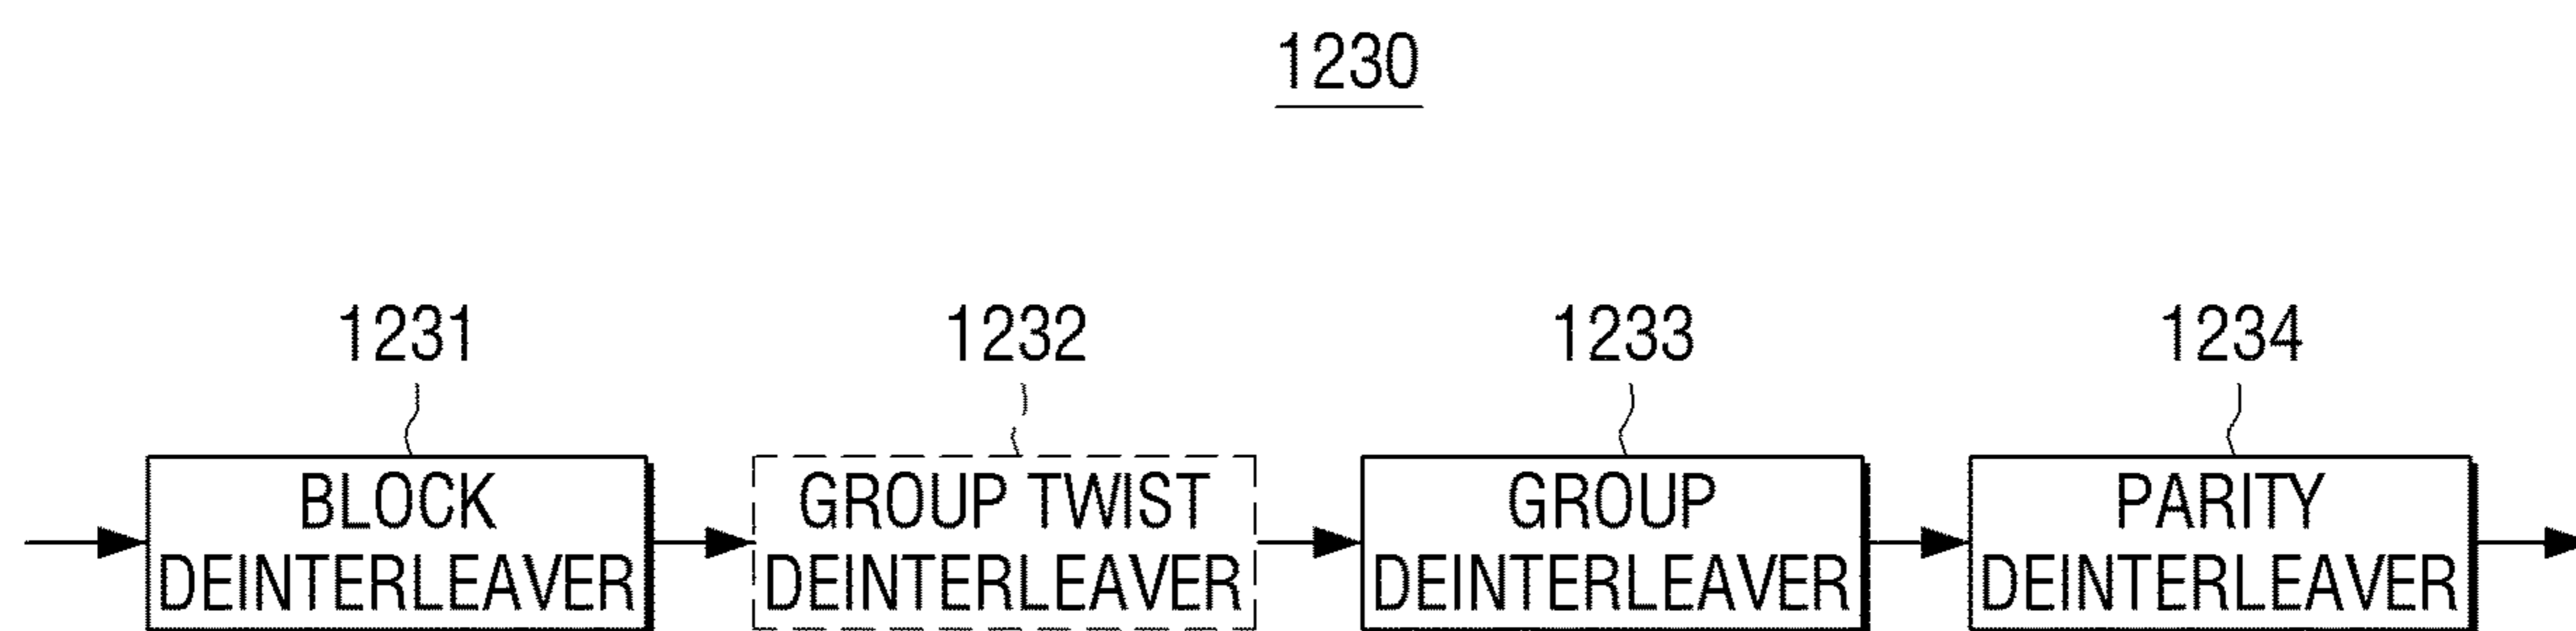 1230
1231
1232
1233
1234
BLOCK
DEINTERLEAVER
GROUP TWIST
DEINTERLEAVER
GROUP
DEINTERLEAVER
PARITY
DEINTERLEAVER